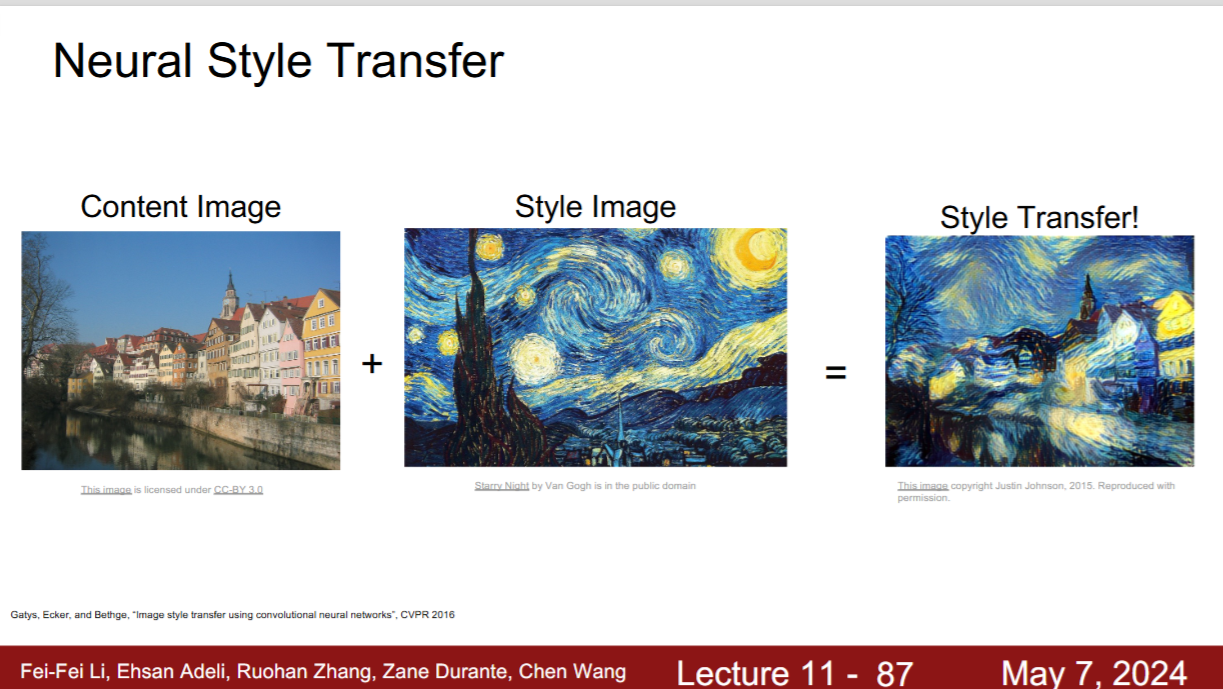 Neural Style Transfer
Content Image
Style Image
Style Transfer!
+
=
This image is licensed under CC-BY 3.0
Starry Night by Van Gogh is in the public domain
This image copyright Justin Johnson, 2015. Reproduced with
permission.
Gatys, Ecker, and Bethge, “Image style transfer using convolutional neural networks”, CVPR 2016
Fei-Fei Li, Ehsan Adeli, Ruohan Zhang, Zane Durante, Chen Wang
Lecture 11 - 87
May 7, 2024